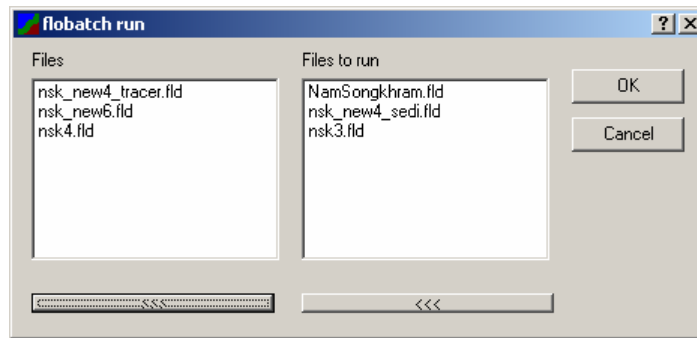 flobatch run
Files
Files to run
nsk_new4_tracer.fld
nsk_new6.fld
nsk4.fld
NamSongkhram.fld
nsk_new4_sedi.fld
nsk3.fld
OK
Cancel
<<<
<<<